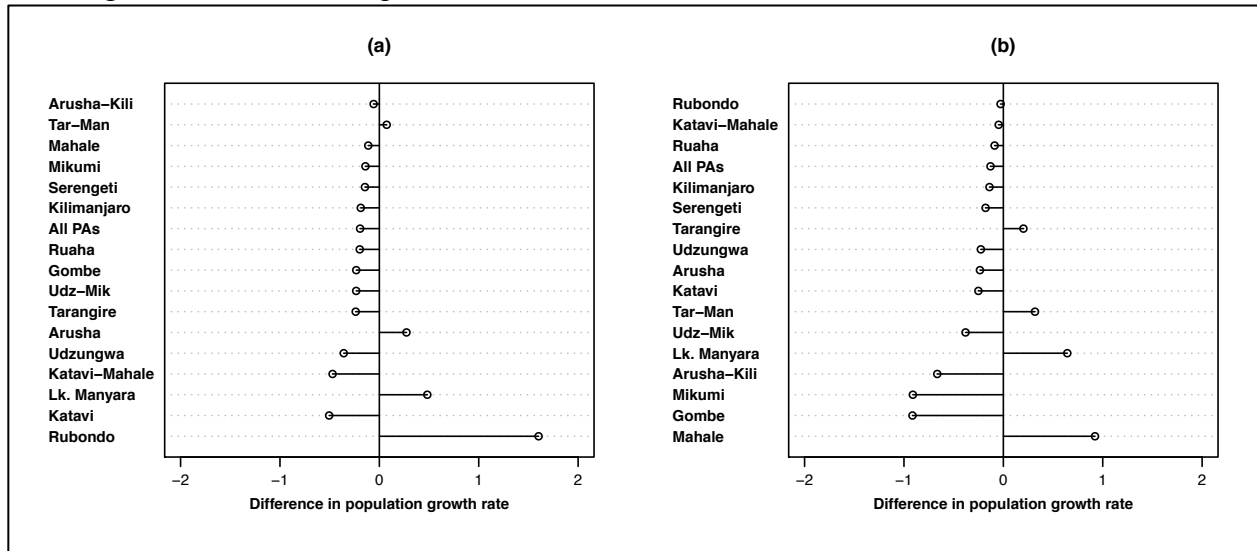 (a)
Arusha−Kili
Tar−Man
Mahale
Mikumi
Serengeti
Kilimanjaro
All PAs
Ruaha
Gombe
Udz−Mik
Tarangire
Arusha
Udzungwa
Katavi−Mahale
Lk. Manyara
Katavi
Rubondo
−2 −1 0 1 2
Difference in population growth rate
(b)
Rubondo
Katavi−Mahale
Ruaha
All PAs
Kilimanjaro
Serengeti
Tarangire
Udzungwa
Arusha
Katavi
Tar−Man
Udz−Mik
Lk. Manyara
Arusha−Kili
Mikumi
Gombe
Mahale
−2 −1 0 1 2
Difference in population growth rate